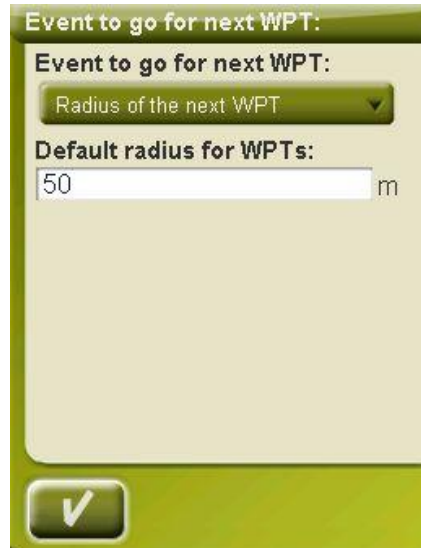 Event to go for next WPT:
Event to go for next WPT:
Radius of the next WPT
Default radius for WPTs:
50 m